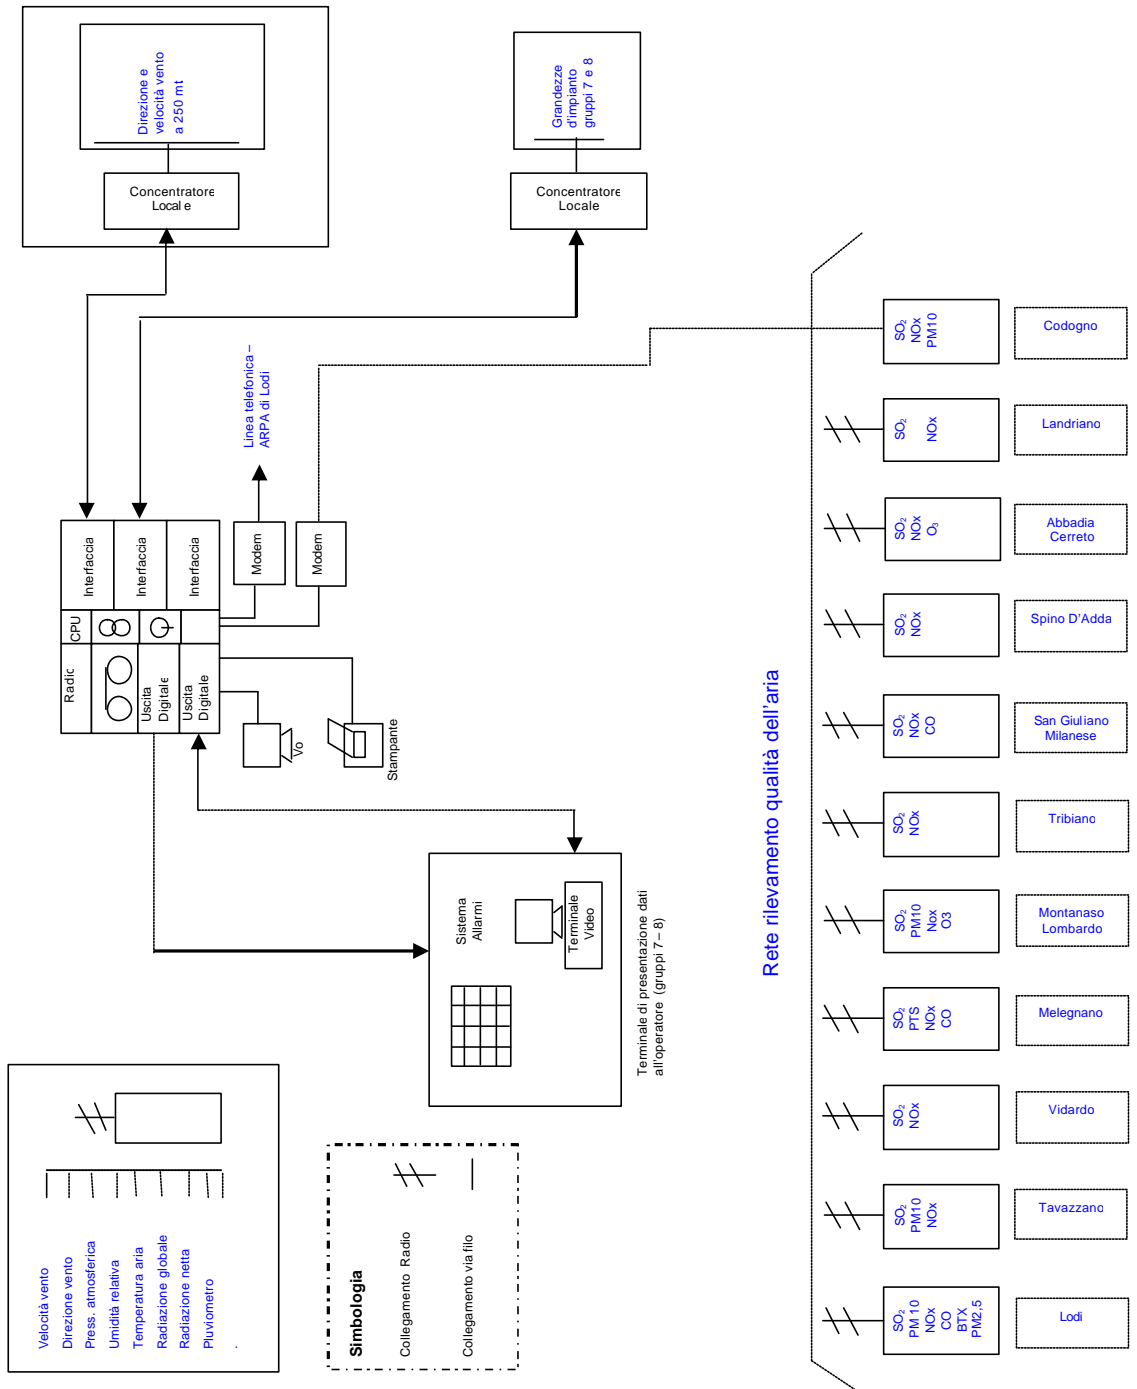 Direzione e
velocità vento
a 250 mt
Concentratore
Locale
Grandezze
d'impianto
gruppi 7 e 8
Concentratore
Locale
Linea telefonica –
ARPA di Lodi
Interfaccia
Interfaccia
Interfaccia
Modem
Modem
CPU
Radio
Uscita
Digitale
Uscita
Digitale
Vo
Stampante
Sistema
Allarmi
Terminale
Video
Terminale di presentazione dati
all'operatore (gruppi 7 – 8)
Velocità vento
Direzione vento
Press. atmosferica
Umidità relativa
Temperatura aria
Radiazione globale
Radiazione netta
Pluviometro
.
Simbologia
Collegamento Radio
Collegamento via filo
Rete rilevamento qualità dell'aria
SO₂
NOx
PM10
Codogno
SO₂
NOx
Landriano
SO₂
NOx
O₃
Abbadia
Cerreto
SO₂
NOx
Spino D'Adda
SO₂
NOx
CO
San Giuliano
Milanese
SO₂
NOx
Tribiano
SO₂
PM10
Nox
O3
Montanaso
Lombardo
SO₂
PTS
NOx
CO
Melegnano
SO₂
NOx
Vidardo
SO₂
PM10
NOx
Tavazzano
SO₂
PM10
NOx
CO
BTX
PM2,5
Lodi